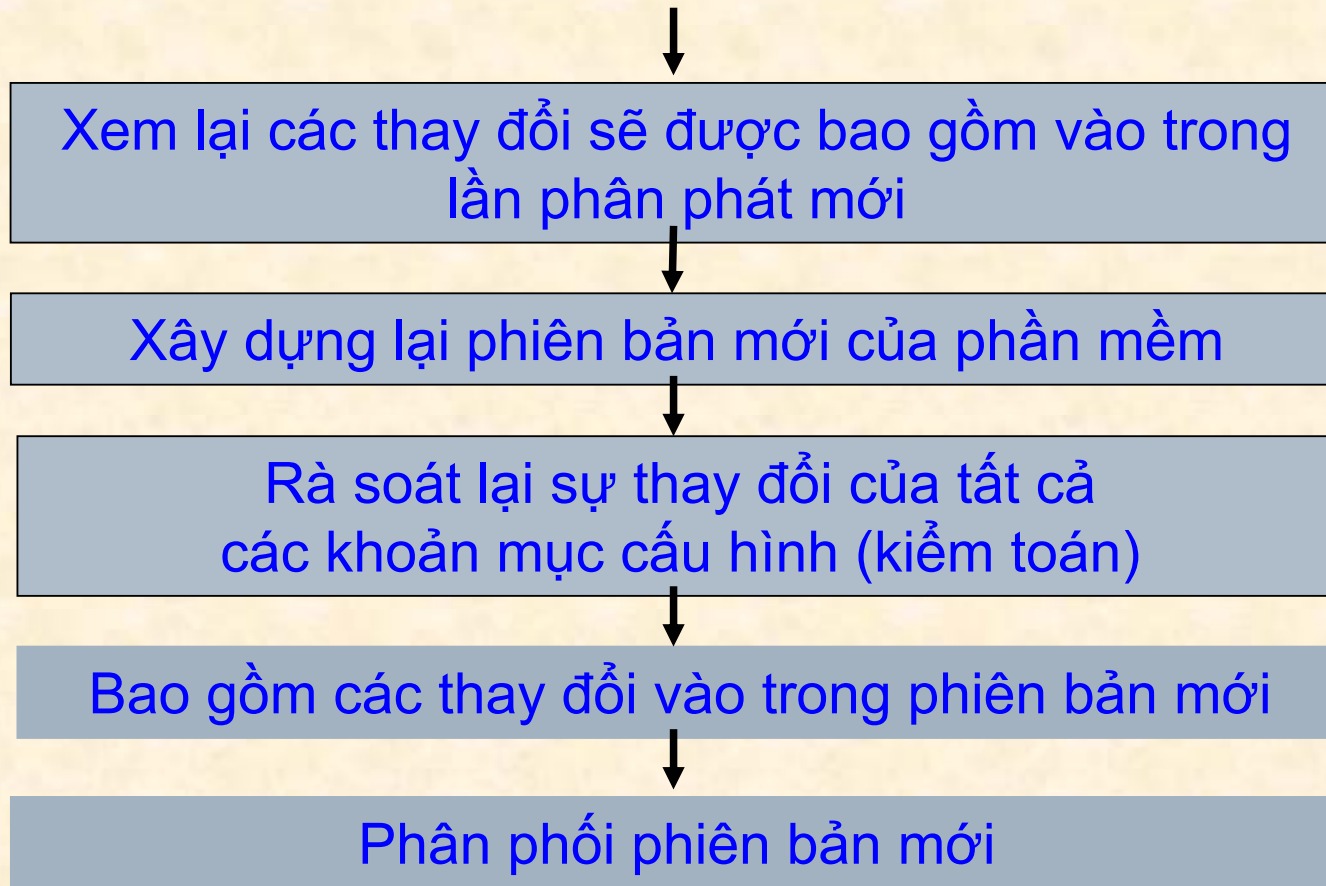 Xem lại các thay đổi sẽ được bao gồm vào trong
lần phân phát mới
Xây dựng lại phiên bản mới của phần mềm
Rà soát lại sự thay đổi của tất cả
các khoản mục cấu hình (kiểm toán)
Bao gồm các thay đổi vào trong phiên bản mới
Phân phối phiên bản mới